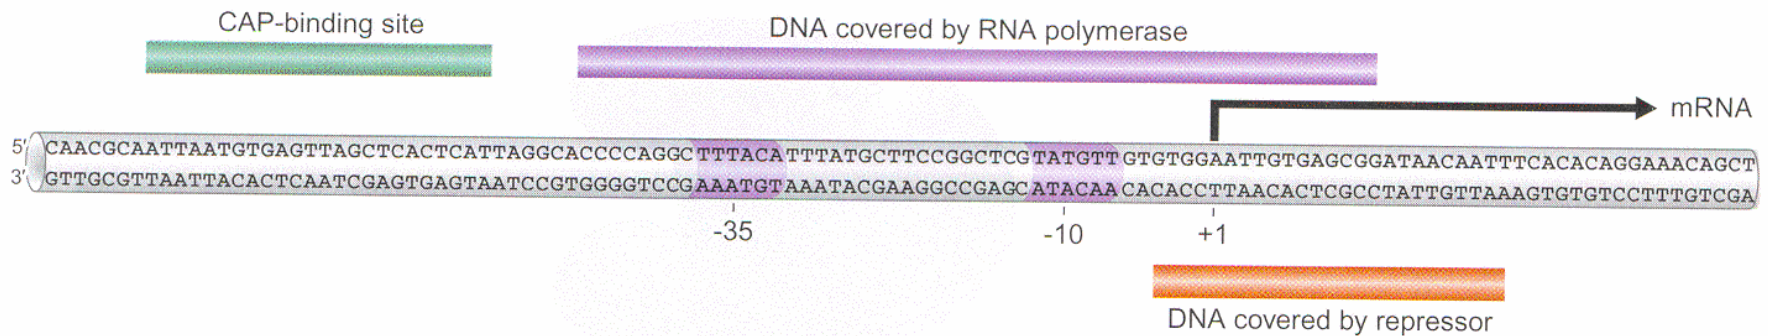 CAP-binding site
DNA covered by RNA polymerase
mRNA
5' CAACGCAATTAATGTGAGTTAGCTCACTCATTAGGCACCCCAGGCTTTACATTTATGCTTCCGGCTCGTATGTTGTGTGGAATTGTGAGCGGATAACAATTTCACACAGGAAACAGCT
3' GTTGCGTTAATTACACTCAATCGAGTGAGTAATCCGTGGGGTCCGAAATGTAAATACGAAGGCCGAGCATACAACACACCTTAACACTCGCCTATTGTTAAAGTGTGTCCTTTGTCGA
-35
-10
+1
DNA covered by repressor